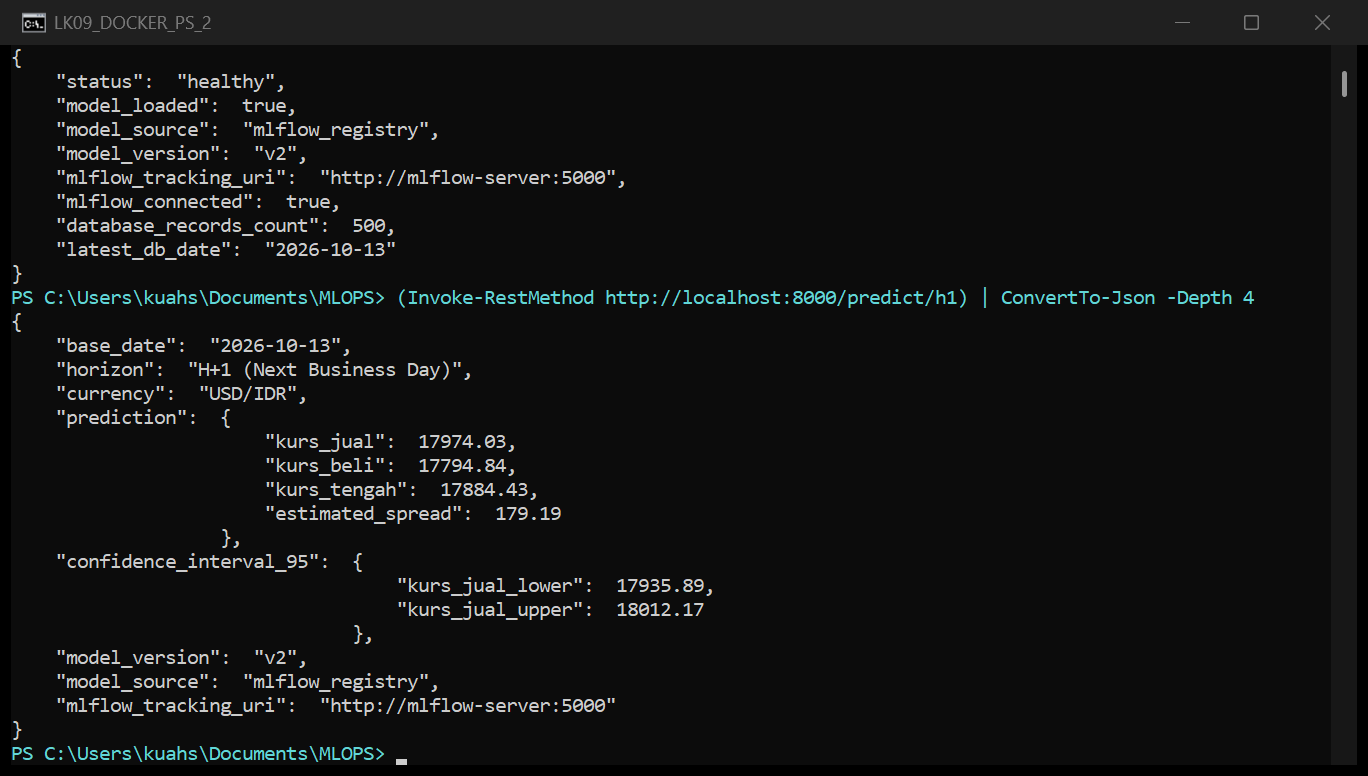 LK09_DOCKER_PS_2
{
    "status":  "healthy",
    "model_loaded":  true,
    "model_source":  "mlflow_registry",
    "model_version":  "v2",
    "mlflow_tracking_uri":  "http://mlflow-server:5000",
    "mlflow_connected":  true,
    "database_records_count":  500,
    "latest_db_date":  "2026-10-13"
}
PS C:\Users\kuahs\Documents\MLOPS> (Invoke-RestMethod http://localhost:8000/predict/h1) | ConvertTo-Json -Depth 4
{
    "base_date":  "2026-10-13",
    "horizon":  "H+1 (Next Business Day)",
    "currency":  "USD/IDR",
    "prediction":  {
                       "kurs_jual":  17974.03,
                       "kurs_beli":  17794.84,
                       "kurs_tengah":  17884.43,
                       "estimated_spread":  179.19
                   },
    "confidence_interval_95":  {
                                   "kurs_jual_lower":  17935.89,
                                   "kurs_jual_upper":  18012.17
                               },
    "model_version":  "v2",
    "model_source":  "mlflow_registry",
    "mlflow_tracking_uri":  "http://mlflow-server:5000"
}
PS C:\Users\kuahs\Documents\MLOPS>